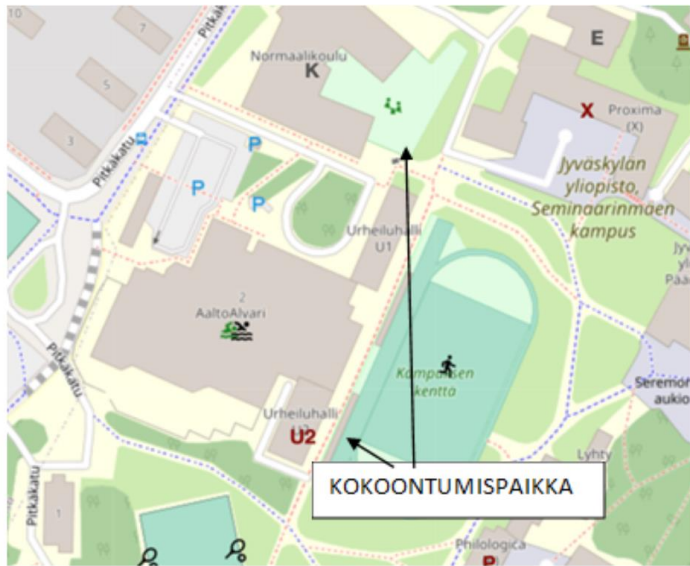 10
7
Pitkäkatu
Normaalikoulu
K
E
5
X
Proxima
(X)
3
P
Pitkäkatu
P
P
Jyväskylän
yliopisto,
Seminaarinmäen
kampus
Urheiluhalli
U1
2
AaltoAlvari
Kampuksen
kenttä
Pitkäkatu
Seremon
aukio
Urheiluhalli
U2
Lyhty
KOKOONTUMISPAIKKA
Pitkäkatu
1
Philologica
P